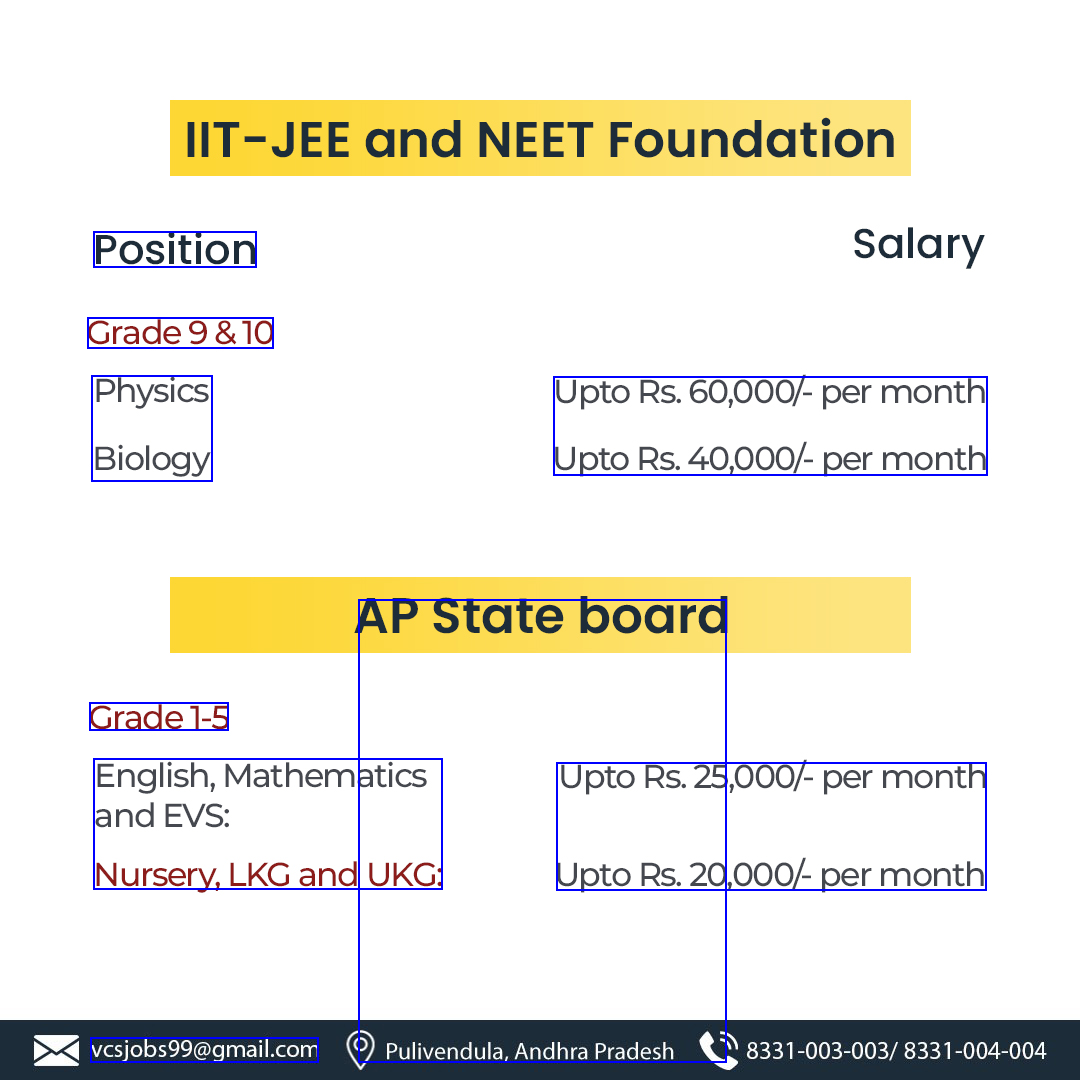 IIT-JEE and NEET Foundation
Position Salary
Grade 9 & 10
Physics Upto Rs. 60,000/- per month
Biology Upto Rs. 40,000/- per month
AP State board
Grade 1-5
English, Mathematics Upto Rs. 25,000/- per month
and EVS:
Nursery, LKG and UKG: Upto Rs. 20,000/- per month
vcsjobs99@gmail.com Pulivendula, Andhra Pradesh 8331-003-003/ 8331-004-004